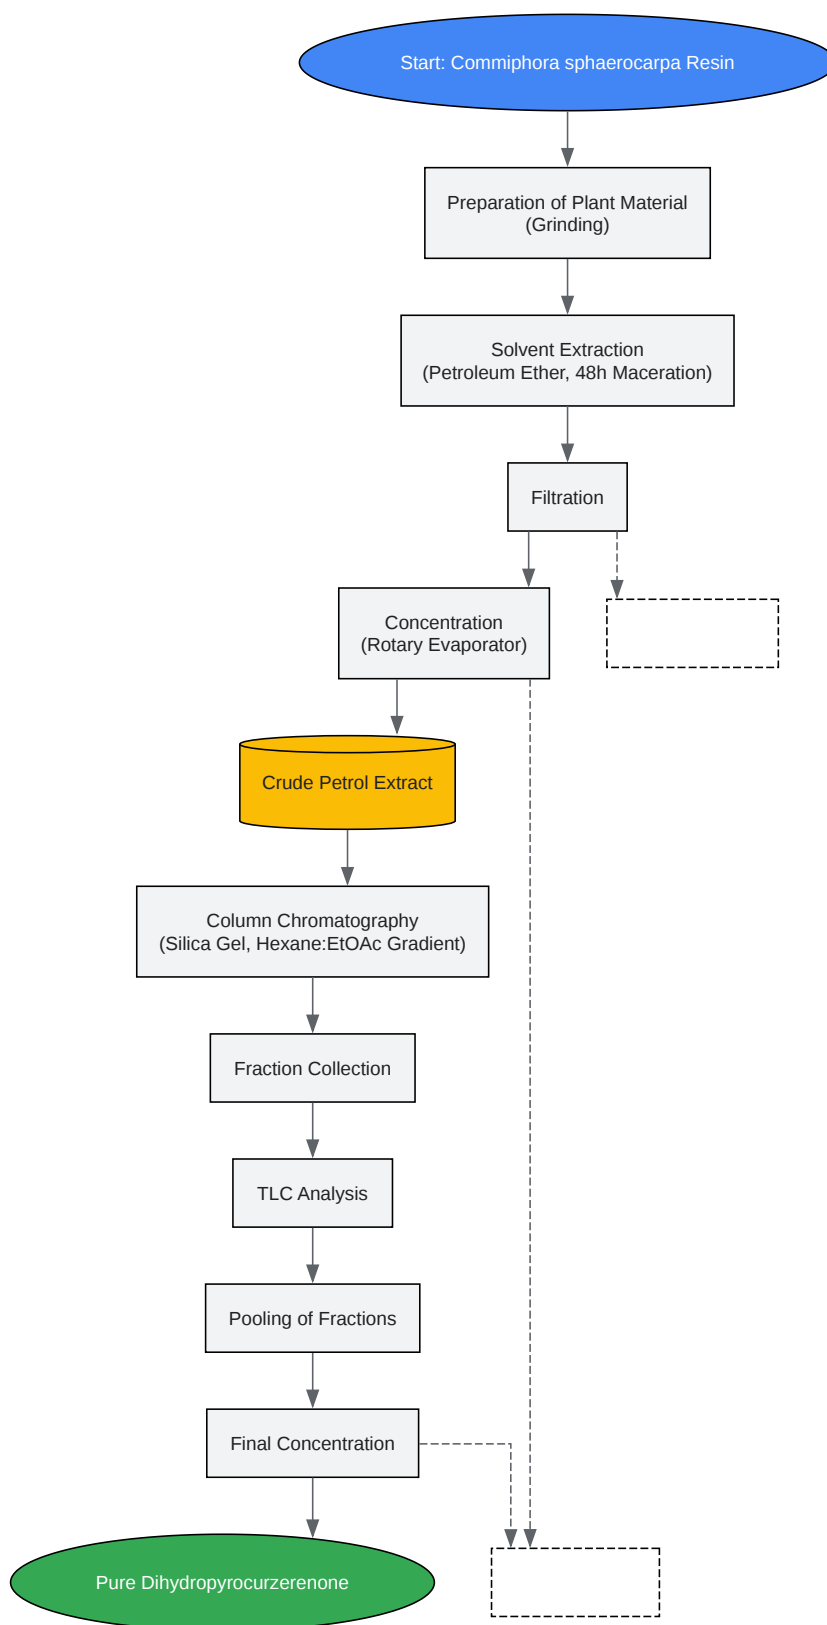 Start: Commiphora sphaerocarpa Resin
Preparation of Plant Material
(Grinding)
Solvent Extraction
(Petroleum Ether, 48h Maceration)
Filtration
Concentration
(Rotary Evaporator)
Crude Petrol Extract
Column Chromatography
(Silica Gel, Hexane:EtOAc Gradient)
Fraction Collection
TLC Analysis
Pooling of Fractions
Final Concentration
Pure Dihydropyrocurzerenone